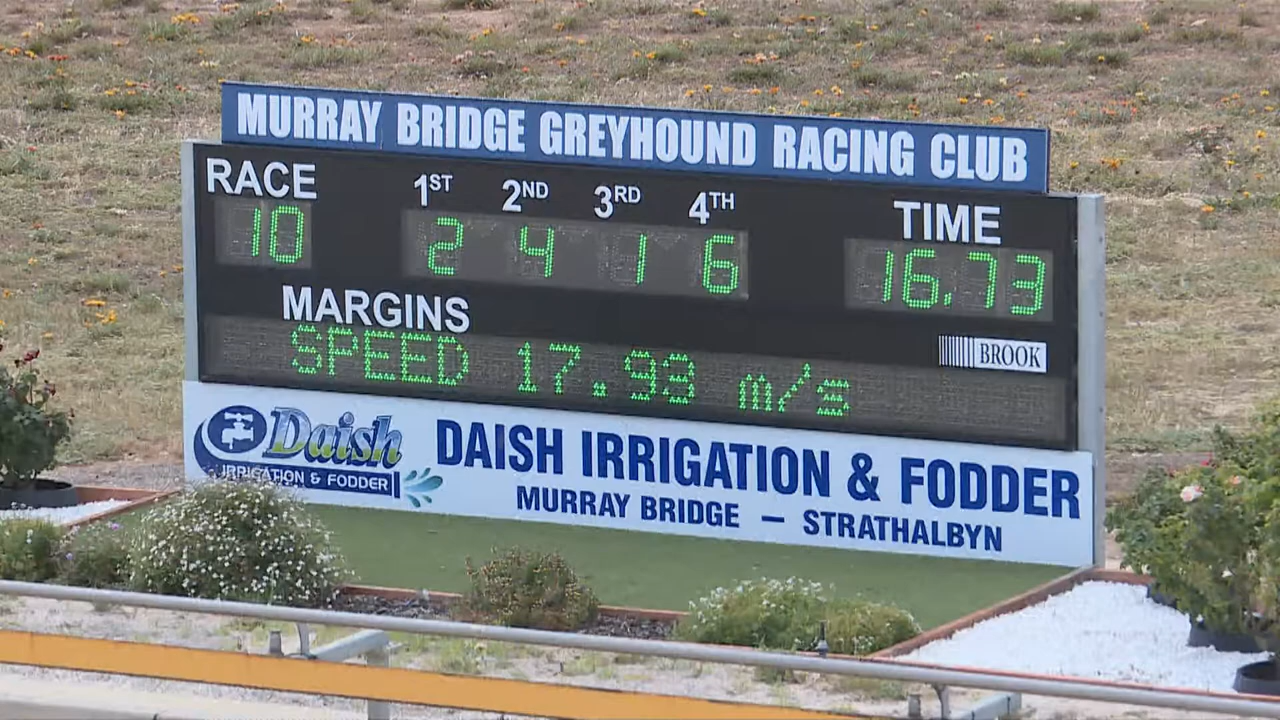 MURRAY BRIDGE GREYHOUND RACING CLUB
RACE 1ST 2ND 3RD 4TH TIME
10 2 4 1 6 16.73
MARGINS
SPEED 17.93 m/s
BROOK
Daish
IRRIGATION & FODDER
DAISH IRRIGATION & FODDER
MURRAY BRIDGE – STRATHALBYN